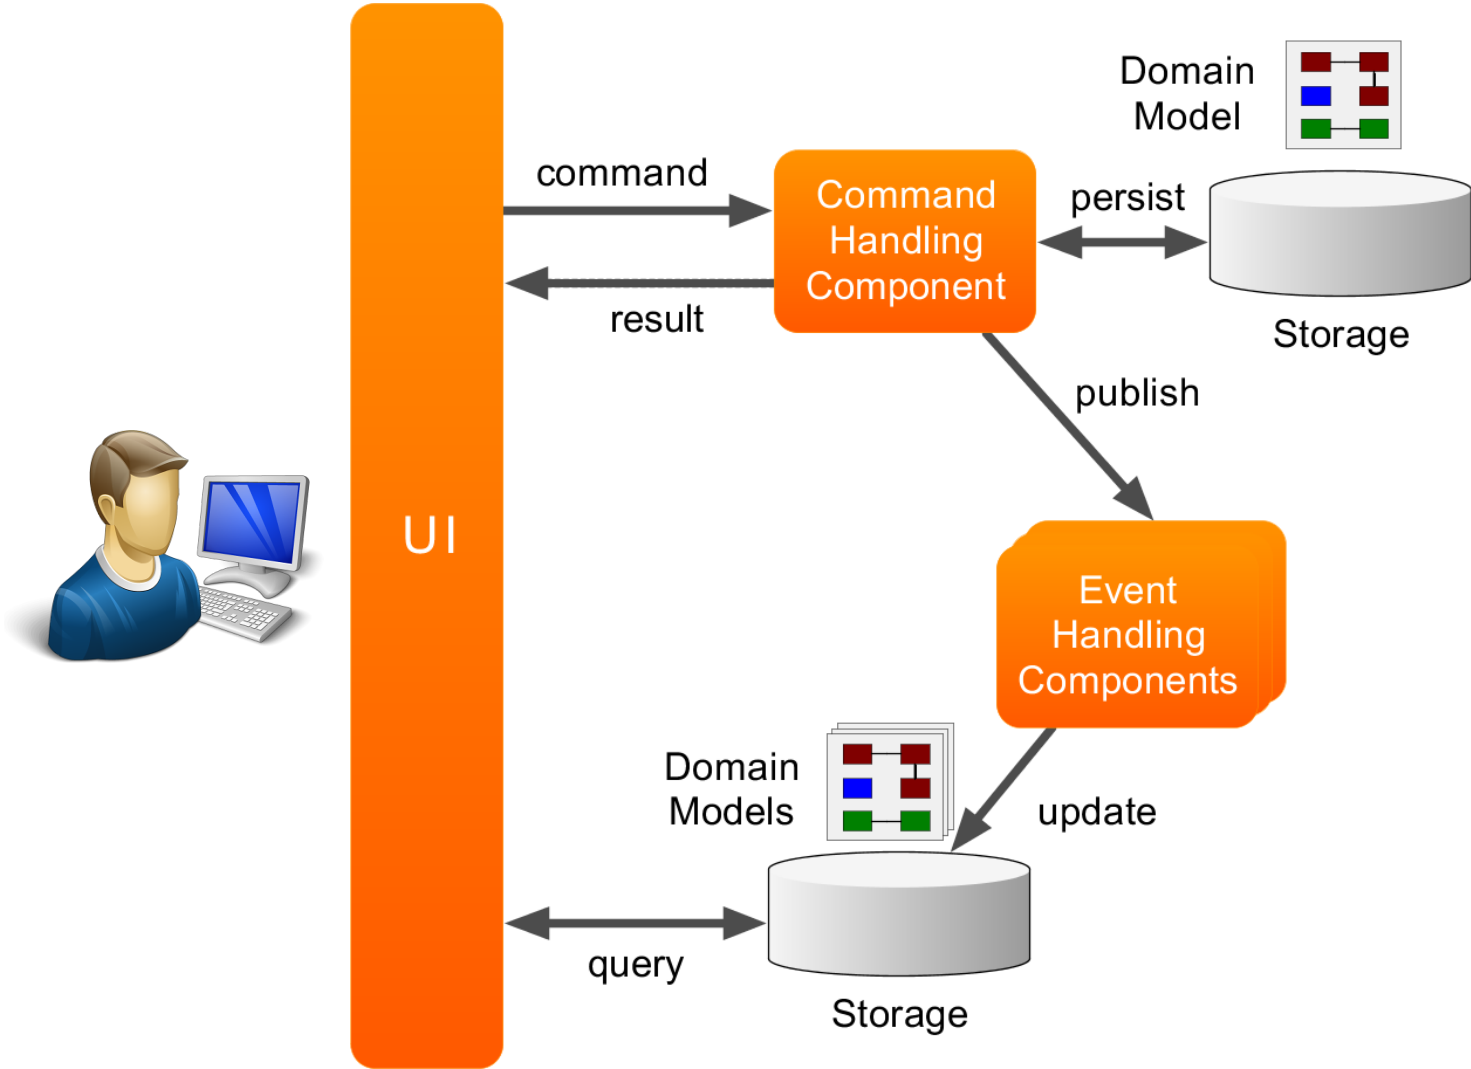 Domain
Model
command
Command
Handling
Component
persist
result
Storage
publish
UI
Event
Handling
Components
Domain
Models
update
query
Storage